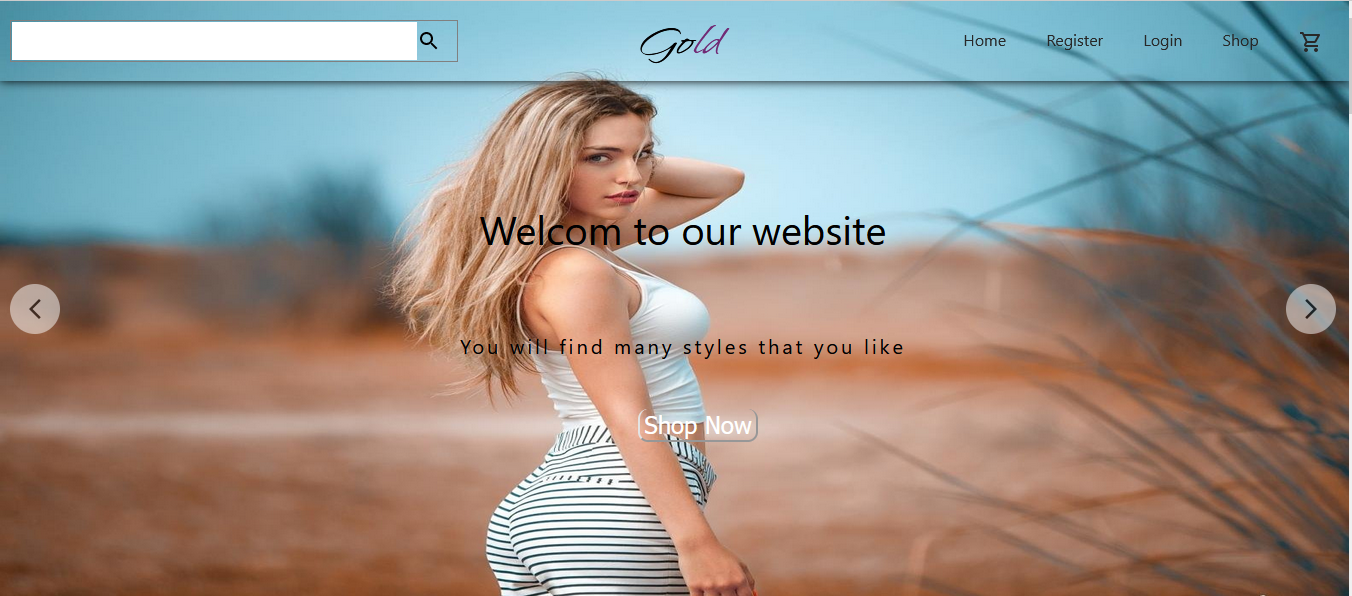 Gold
Home Register Login Shop
Welcom to our website
You will find many styles that you like
Shop Now